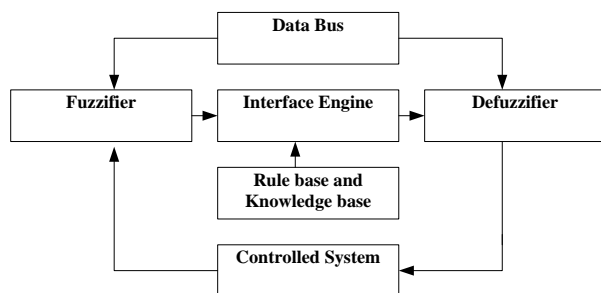 Data Bus
Fuzzifier
Interface Engine
Defuzzifier
Rule base and
Knowledge base
Controlled System